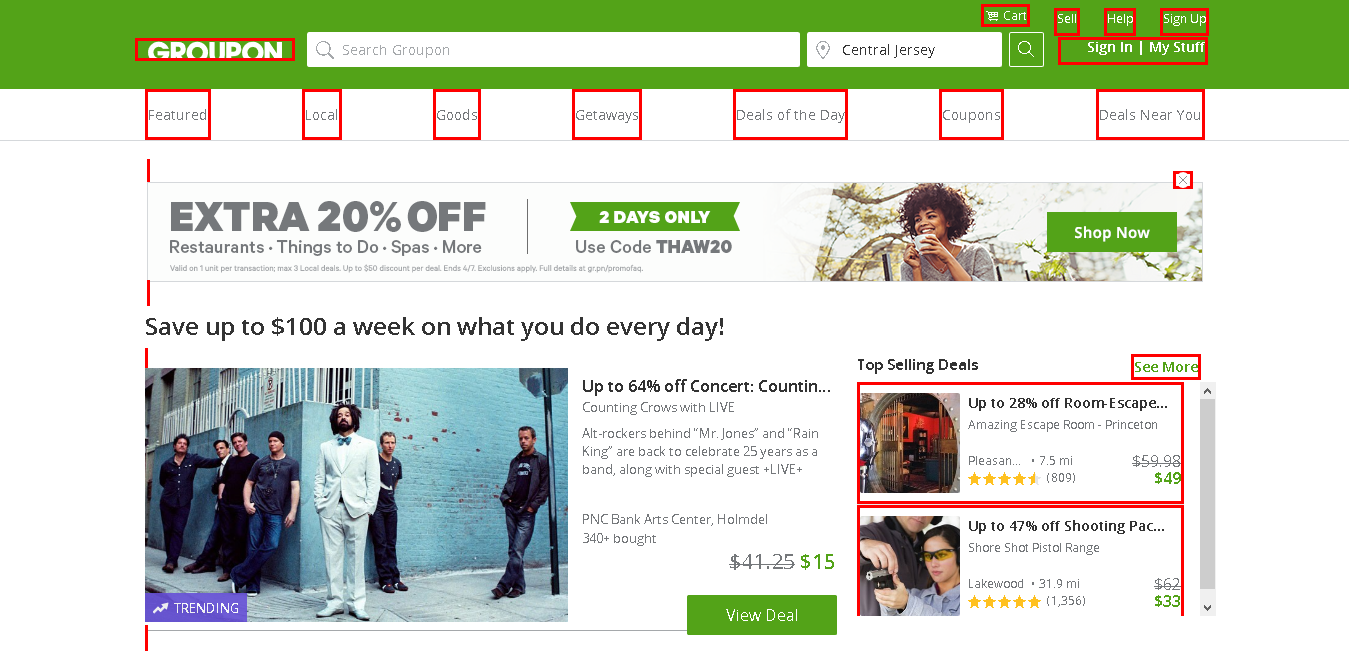 Cart
Sell
Help
Sign Up
GROUPON
Search Groupon
Central Jersey
Sign In | My Stuff
Featured
Local
Goods
Getaways
Deals of the Day
Coupons
Deals Near You
EXTRA 20% OFF
Restaurants · Things to Do · Spas · More
Valid on 1 unit per transaction; max 3 Local deals. Up to $50 discount per deal. Ends 4/7. Exclusions apply. Full details at gr.pn/promofaq.
2 DAYS ONLY
Use Code THAW20
Shop Now
Save up to $100 a week on what you do every day!
TRENDING
Up to 64% off Concert: Countin...
Counting Crows with LIVE
Alt-rockers behind “Mr. Jones” and “Rain
King” are back to celebrate 25 years as a
band, along with special guest +LIVE+
PNC Bank Arts Center, Holmdel
340+ bought
$41.25 $15
View Deal
Top Selling Deals
See More
Up to 28% off Room-Escape...
Amazing Escape Room - Princeton
Pleasan... • 7.5 mi
$59.98
(809)
$49
Up to 47% off Shooting Pac...
Shore Shot Pistol Range
Lakewood • 31.9 mi
$62
(1,356)
$33